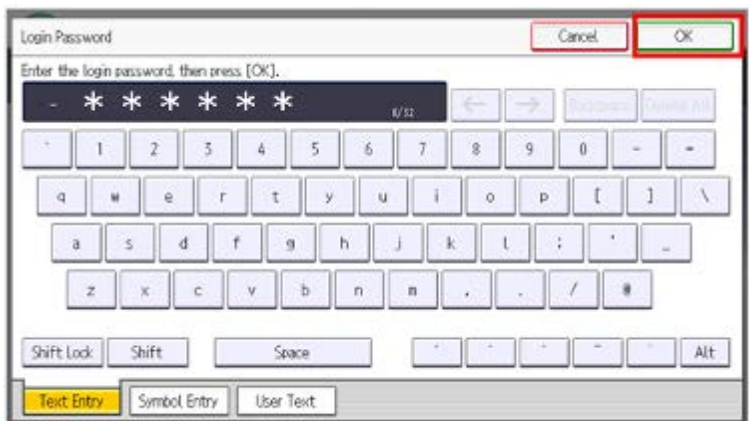 Login Password Cancel OK
Enter the login password, then press [OK].
- ****** 0/32 ← → Backspace Delete All
` 1 2 3 4 5 6 7 8 9 0 - =
q w e r t y u i o p [ ] \
a s d f g h j k l ; ' _
z x c v b n m , . /
Shift Lock Shift Space Alt
Text Entry Symbol Entry User Text